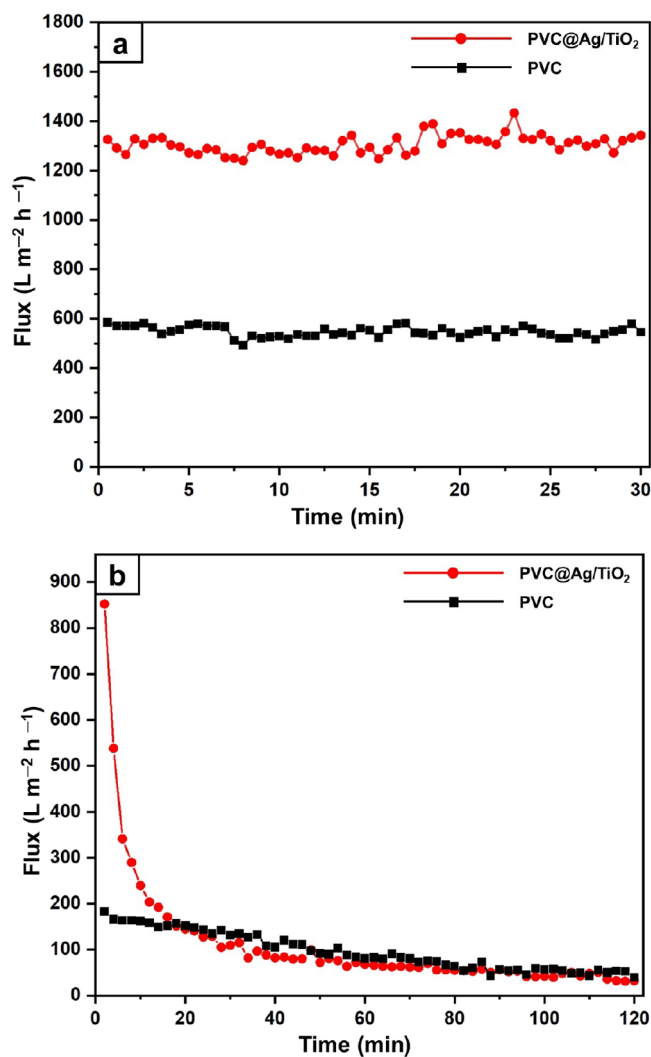 a
PVC@Ag/TiO₂
PVC
1800
1600
1400
1200
1000
800
600
400
200
0
Flux (L m⁻² h⁻¹)
0 5 10 15 20 25 30
Time (min)
b
PVC@Ag/TiO₂
PVC
900
800
700
600
500
400
300
200
100
0
Flux (L m⁻² h⁻¹)
0 20 40 60 80 100 120
Time (min)